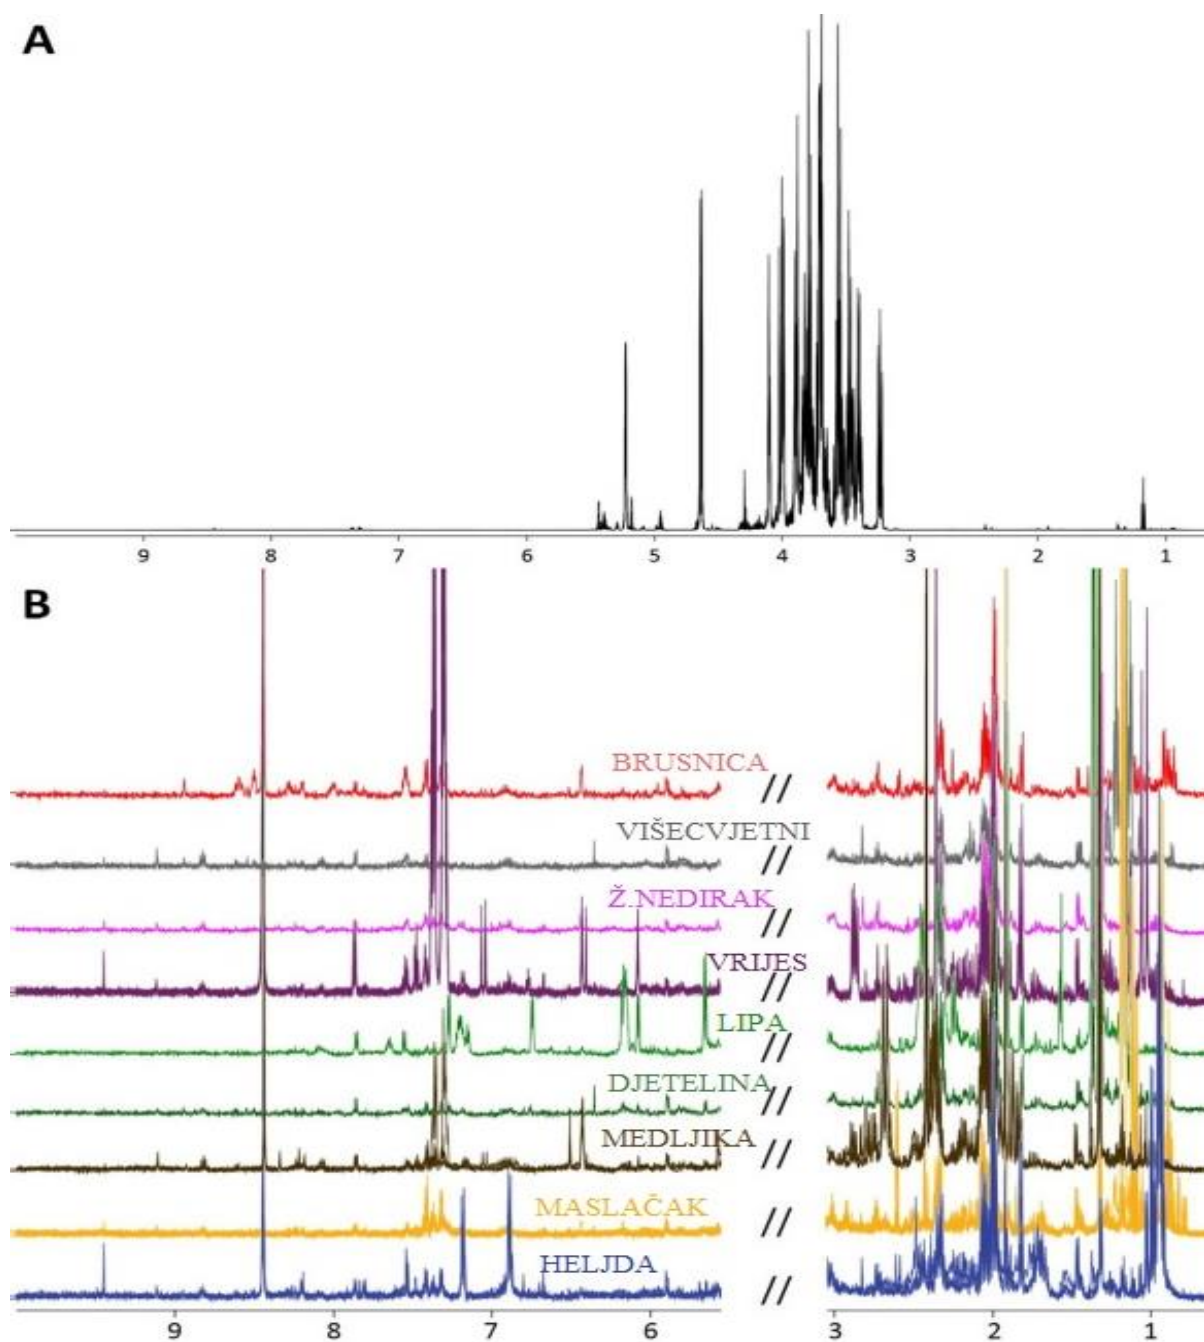 A
9 8 7 6 5 4 3 2 1
B
BRUSNICA
//
//
VIŠECVJETNI
//
//
Ž.NEDIRAK
//
VRIJES
//
LIPA
//
DJETELINA
//
MEDLJIKA
//
MASLAČAK
//
HELJDA
//
9 8 7 6 3 2 1